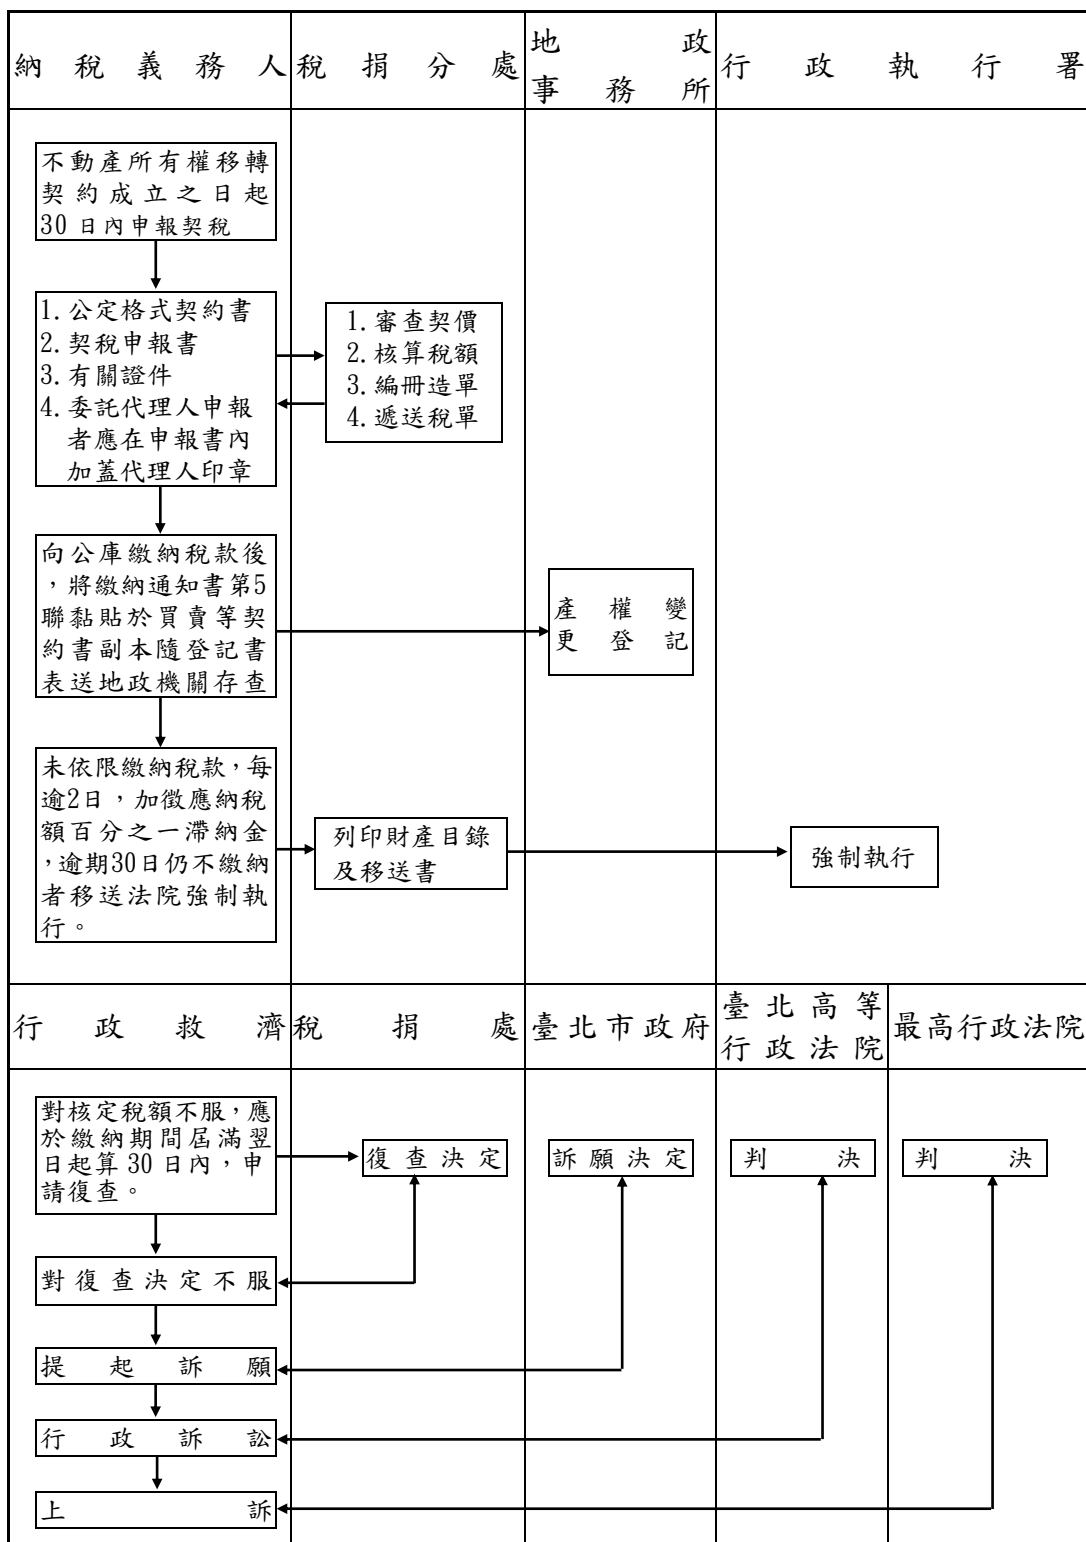 納稅義務人
稅捐分處
地政
事務所
行政執行署
不動產所有權移轉
契約成立之日起
30日內申報契稅
1.公定格式契約書
2.契稅申報書
3.有關證件
4.委託代理人申報
者應在申報書內
加蓋代理人印章
1.審查契價
2.核算稅額
3.編冊造單
4.遞送稅單
向公庫繳納稅款後
，將繳納通知書第5
聯黏貼於買賣等契
約書副本隨登記書
表送地政機關存查
產權變
更登記
未依限繳納稅款，每
逾2日，加徵應納稅
額百分之一滯納金
，逾期30日仍不繳納
者移送法院強制執
行。
列印財產目錄
及移送書
強制執行
行政救濟
稅捐處
臺北市政府
臺北高等
行政法院
最高行政法院
對核定稅額不服，應
於繳納期間屆滿翌
日起算30日內，申
請復查。
復查決定
訴願決定
判決
判決
對復查決定不服
提起訴願
行政訴訟
上訴